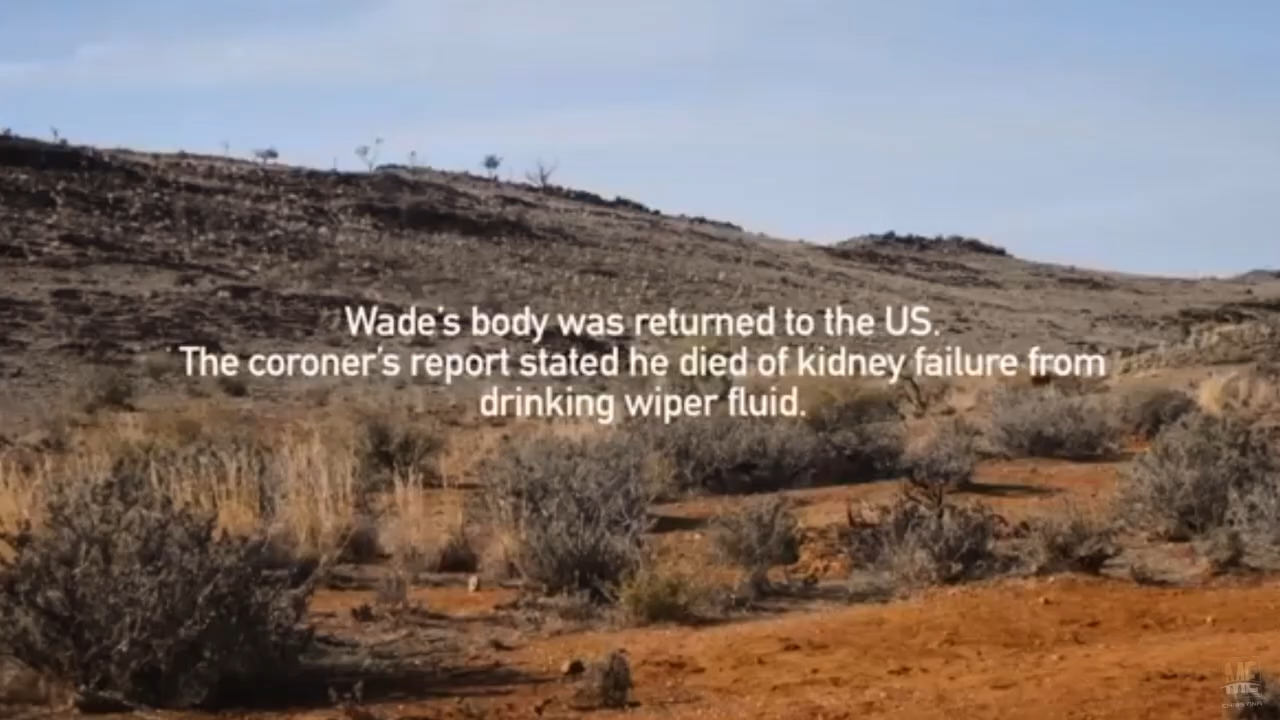 Wade's body was returned to the US.
The coroner's report stated he died of kidney failure from
drinking wiper fluid.